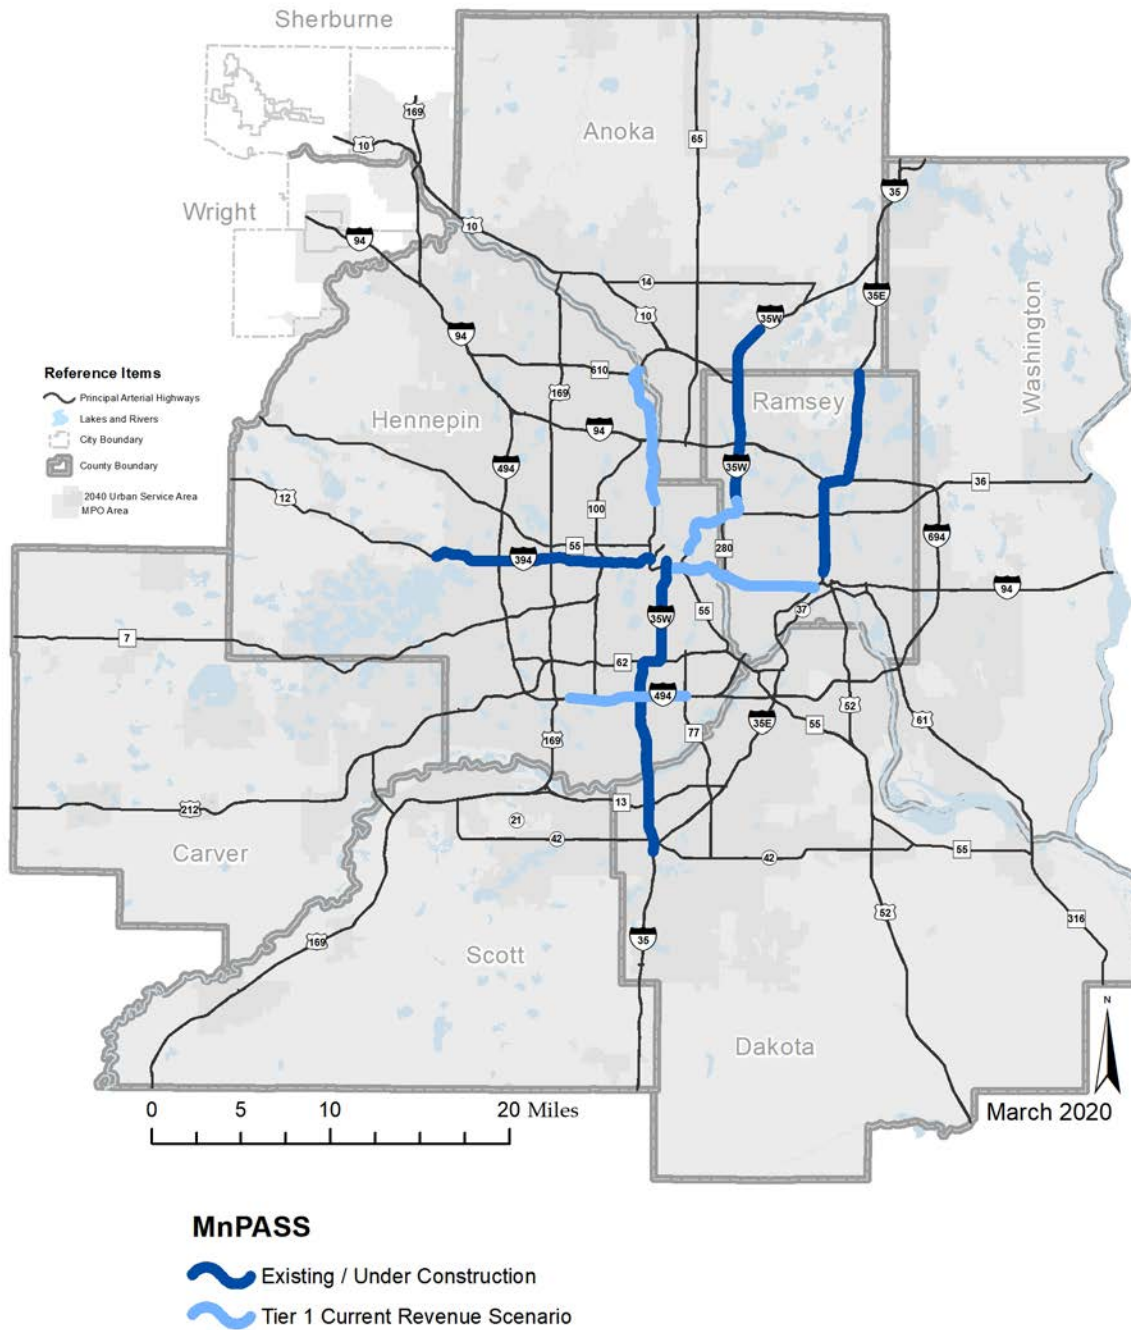 Sherburne
169
10
Anoka
65
Wright
94
10
35
14
35E
10
35W
94
Washington
Reference Items
Principal Arterial Highways
Lakes and Rivers
City Boundary
County Boundary
2040 Urban Service Area
MPO Area
610
169
Hennepin
Ramsey
94
494
35W
36
12
100
694
55
280
394
94
55
37
35W
7
62
494
52
61
35E
55
77
169
212
13
21
42
42
55
Carver
52
316
169
35
Scott
N
Dakota
March 2020
0 5 10 20 Miles
MnPASS
Existing / Under Construction
Tier 1 Current Revenue Scenario